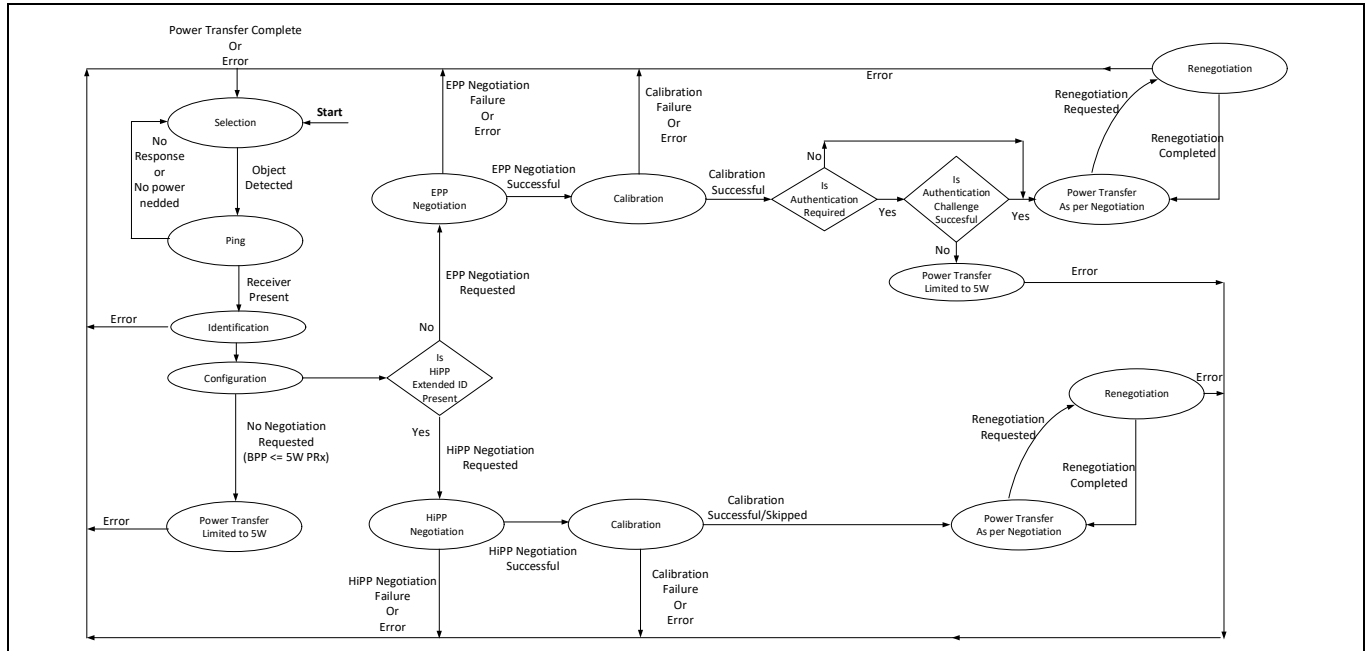 Power Transfer Complete
Or
Error
Start
Selection
No
Response
or
No power
nedded
Object
Detected
Ping
Receiver
Present
Error
Identification
Configuration
No Negotiation
Requested
(BPP <= 5W PRx)
Error
Power Transfer
Limited to 5W
Is
HiPP
Extended ID
Present
No
EPP Negotiation
Requested
EPP
Negotiation
EPP Negotiation
Failure
Or
Error
EPP Negotiation
Successful
Calibration
Calibration
Failure
Or
Error
Calibration
Successful
Is
Authentication
Required
No
Yes
Is
Authentication
Challenge
Succesful
Yes
No
Power Transfer
Limited to 5W
Error
Power Transfer
As per Negotiation
Renegotiation
Requested
Renegotiation
Renegotiation
Completed
Error
Yes
HiPP Negotiation
Requested
HiPP
Negotiation
HiPP Negotiation
Failure
Or
Error
HiPP Negotiation
Successful
Calibration
Calibration
Failure
Or
Error
Calibration
Successful/Skipped
Power Transfer
As per Negotiation
Renegotiation
Requested
Renegotiation
Renegotiation
Completed
Error